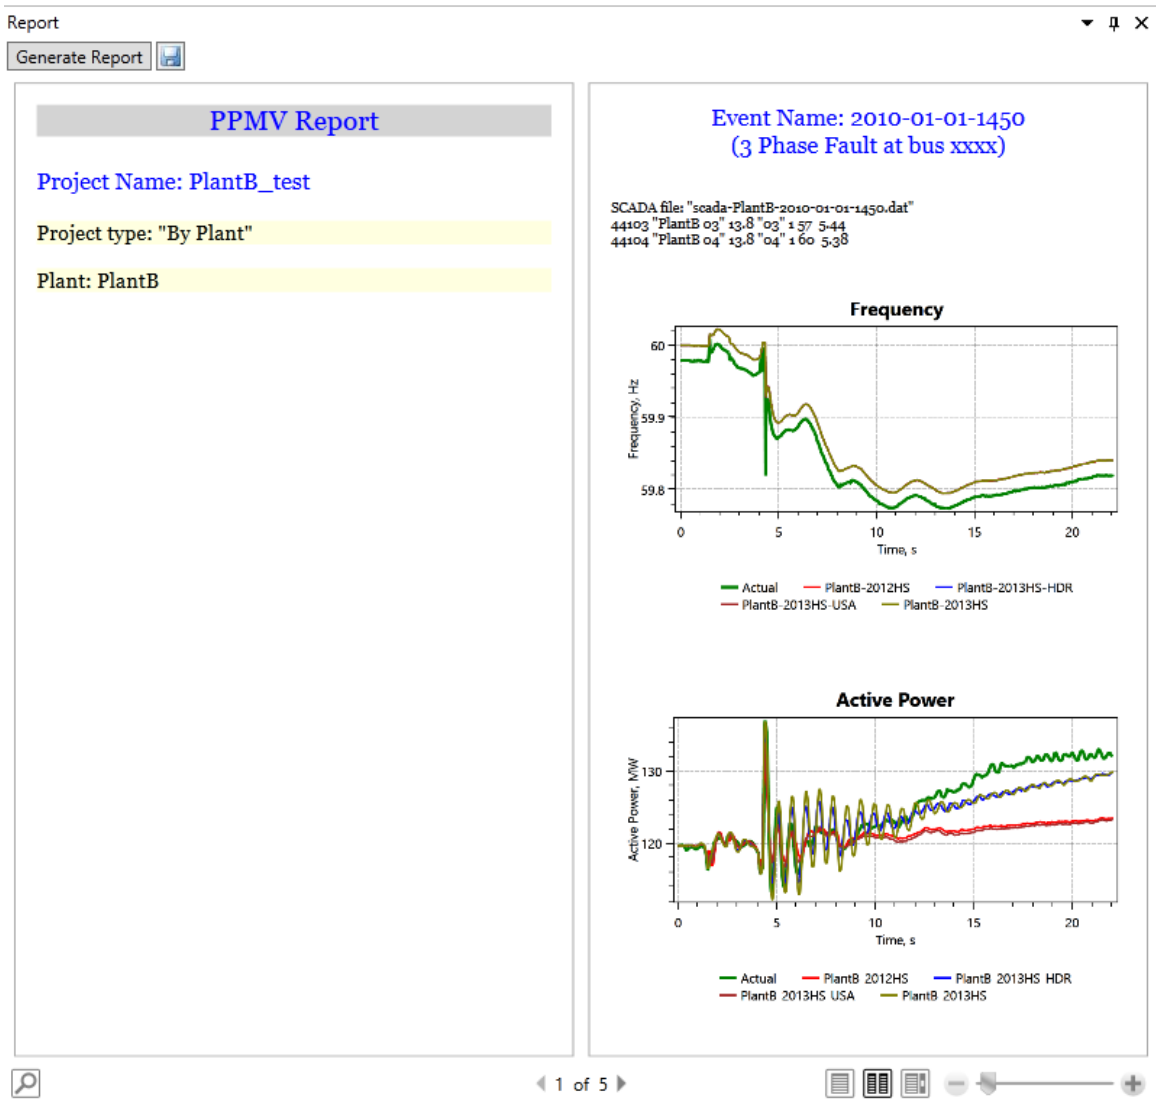 Report
Generate Report
PPMV Report
Project Name: PlantB_test
Project type: "By Plant"
Plant: PlantB
Event Name: 2010-01-01-1450
(3 Phase Fault at bus xxxx)
SCADA file: "scada-PlantB-2010-01-01-1450.dat"
44103 "PlantB 03" 13.8 "03" 1 57 5.44
44104 "PlantB 04" 13.8 "04" 1 60 5.38
Frequency
Frequency, Hz
60
59.9
59.8
0 5 10 15 20
Time, s
Actual PlantB-2012HS PlantB-2013HS-HDR
PlantB-2013HS-USA PlantB-2013HS
Active Power
Active Power, MW
130
120
0 5 10 15 20
Time, s
Actual PlantB 2012HS PlantB 2013HS HDR
PlantB 2013HS USA PlantB 2013HS
1 of 5